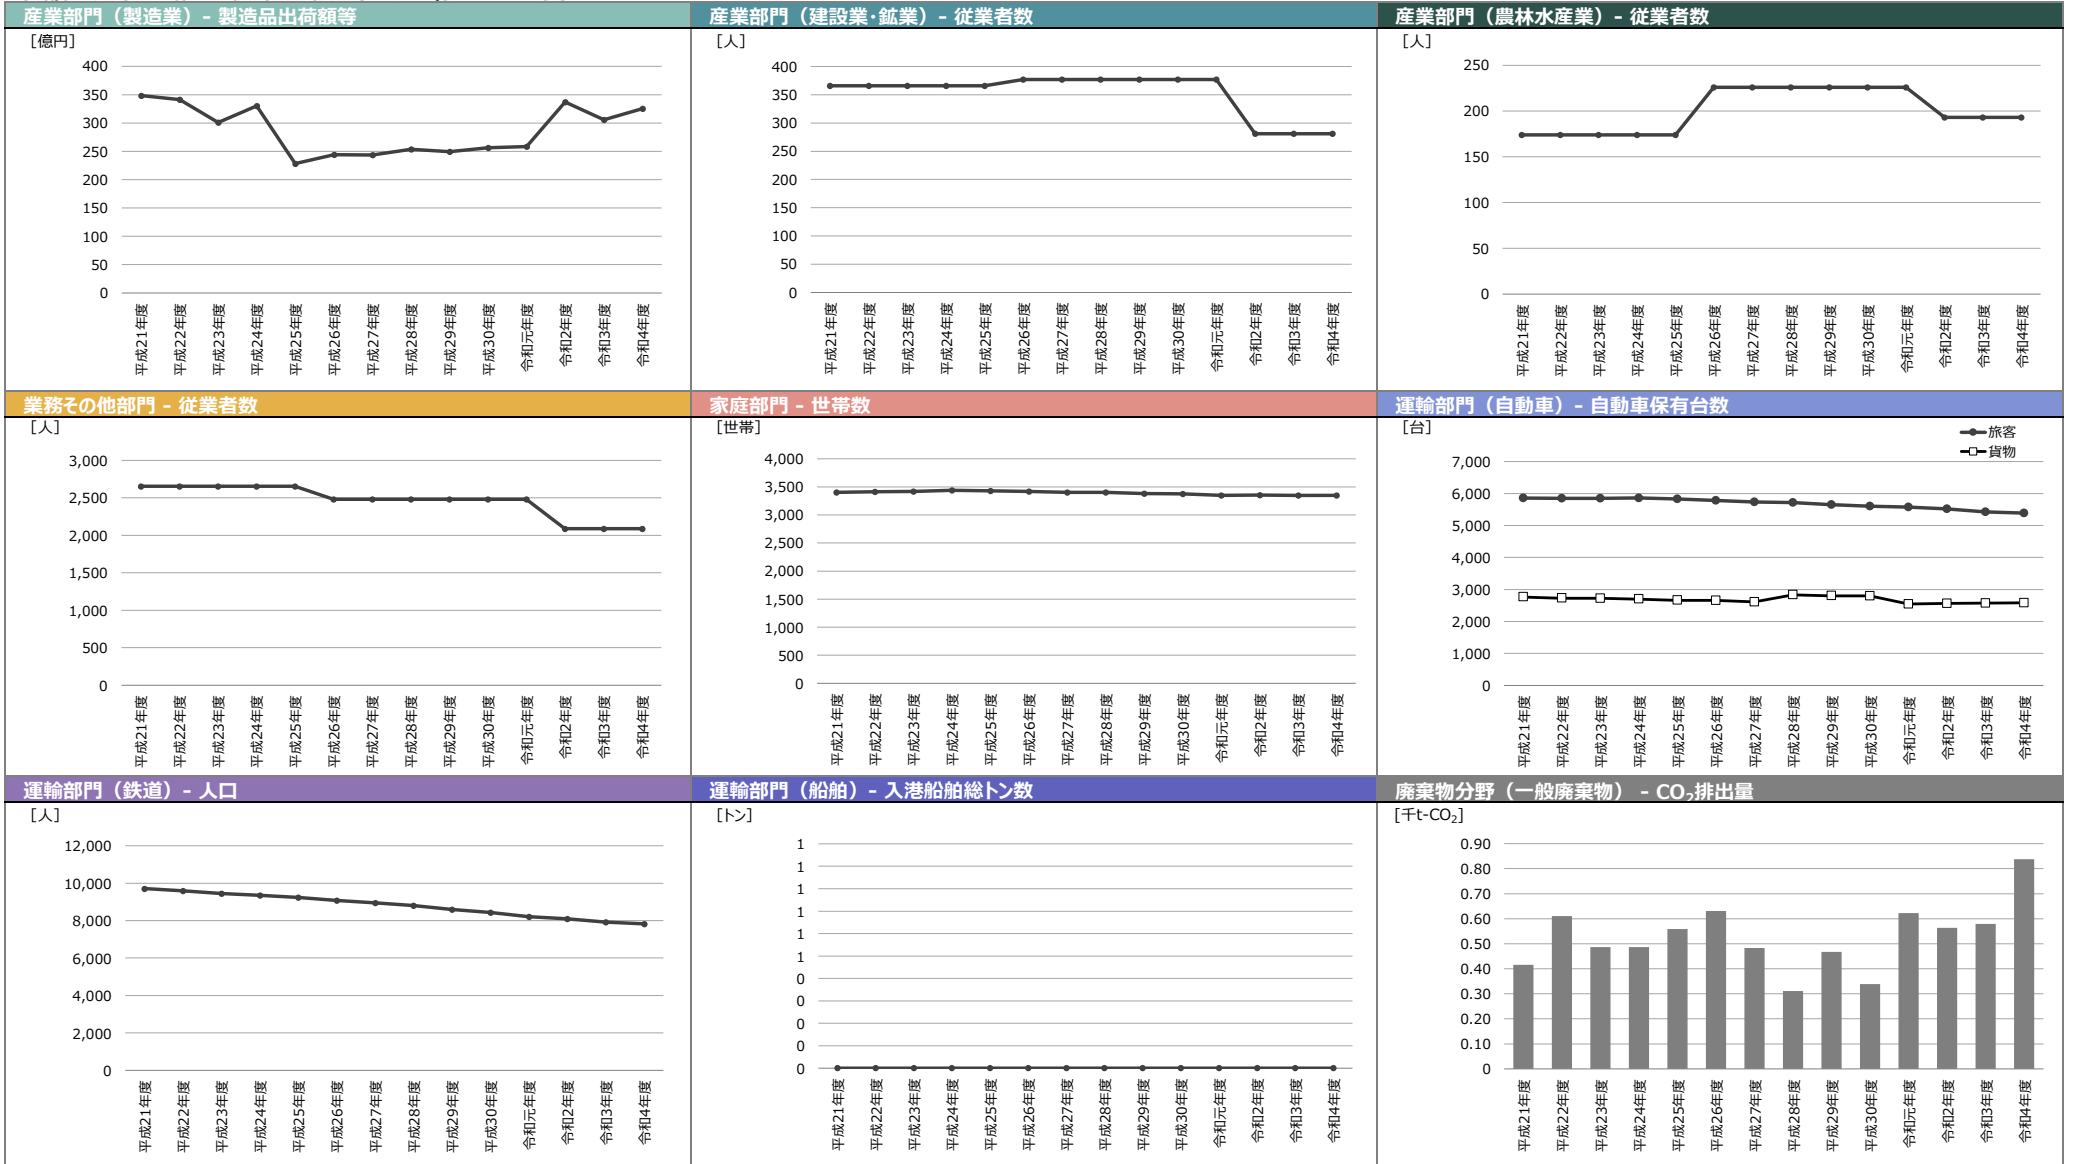 産業部門（製造業）- 製造品出荷額等
[億円]
400
350
300
250
200
150
100
50
0
平成21年度
平成22年度
平成23年度
平成24年度
平成25年度
平成26年度
平成27年度
平成28年度
平成29年度
平成30年度
令和元年度
令和2年度
令和3年度
令和4年度
産業部門（建設業･鉱業）- 従業者数
[人]
400
350
300
250
200
150
100
50
0
平成21年度
平成22年度
平成23年度
平成24年度
平成25年度
平成26年度
平成27年度
平成28年度
平成29年度
平成30年度
令和元年度
令和2年度
令和3年度
令和4年度
産業部門（農林水産業）- 従業者数
[人]
250
200
150
100
50
0
平成21年度
平成22年度
平成23年度
平成24年度
平成25年度
平成26年度
平成27年度
平成28年度
平成29年度
平成30年度
令和元年度
令和2年度
令和3年度
令和4年度
業務その他部門 - 従業者数
[人]
3,000
2,500
2,000
1,500
1,000
500
0
平成21年度
平成22年度
平成23年度
平成24年度
平成25年度
平成26年度
平成27年度
平成28年度
平成29年度
平成30年度
令和元年度
令和2年度
令和3年度
令和4年度
家庭部門 - 世帯数
[世帯]
4,000
3,500
3,000
2,500
2,000
1,500
1,000
500
0
平成21年度
平成22年度
平成23年度
平成24年度
平成25年度
平成26年度
平成27年度
平成28年度
平成29年度
平成30年度
令和元年度
令和2年度
令和3年度
令和4年度
運輸部門（自動車）- 自動車保有台数
[台]
旅客
貨物
7,000
6,000
5,000
4,000
3,000
2,000
1,000
0
平成21年度
平成22年度
平成23年度
平成24年度
平成25年度
平成26年度
平成27年度
平成28年度
平成29年度
平成30年度
令和元年度
令和2年度
令和3年度
令和4年度
運輸部門（鉄道）- 人口
[人]
12,000
10,000
8,000
6,000
4,000
2,000
0
平成21年度
平成22年度
平成23年度
平成24年度
平成25年度
平成26年度
平成27年度
平成28年度
平成29年度
平成30年度
令和元年度
令和2年度
令和3年度
令和4年度
運輸部門（船舶）- 入港船舶総トン数
[トン]
1
1
1
1
1
1
0
0
0
0
0
平成21年度
平成22年度
平成23年度
平成24年度
平成25年度
平成26年度
平成27年度
平成28年度
平成29年度
平成30年度
令和元年度
令和2年度
令和3年度
令和4年度
廃棄物分野（一般廃棄物） - CO₂排出量
[千t-CO₂]
0.90
0.80
0.70
0.60
0.50
0.40
0.30
0.20
0.10
0
平成21年度
平成22年度
平成23年度
平成24年度
平成25年度
平成26年度
平成27年度
平成28年度
平成29年度
平成30年度
令和元年度
令和2年度
令和3年度
令和4年度